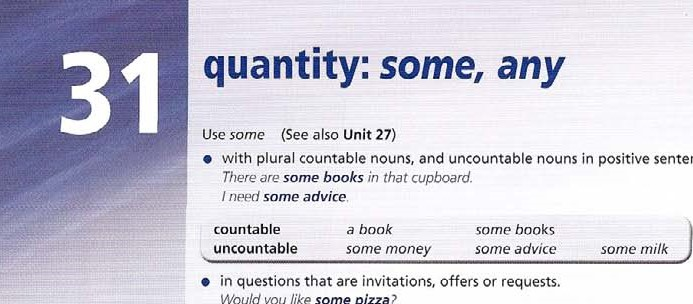 31
quantity: some, any
Use some (See also Unit 27)
• with plural countable nouns, and uncountable nouns in positive
There are some books in that cupboard.
I need some advice.
countable a book some books
uncountable some money some advice some milk
• in questions that are invitations, offers or requests.
Would you like some pizza?